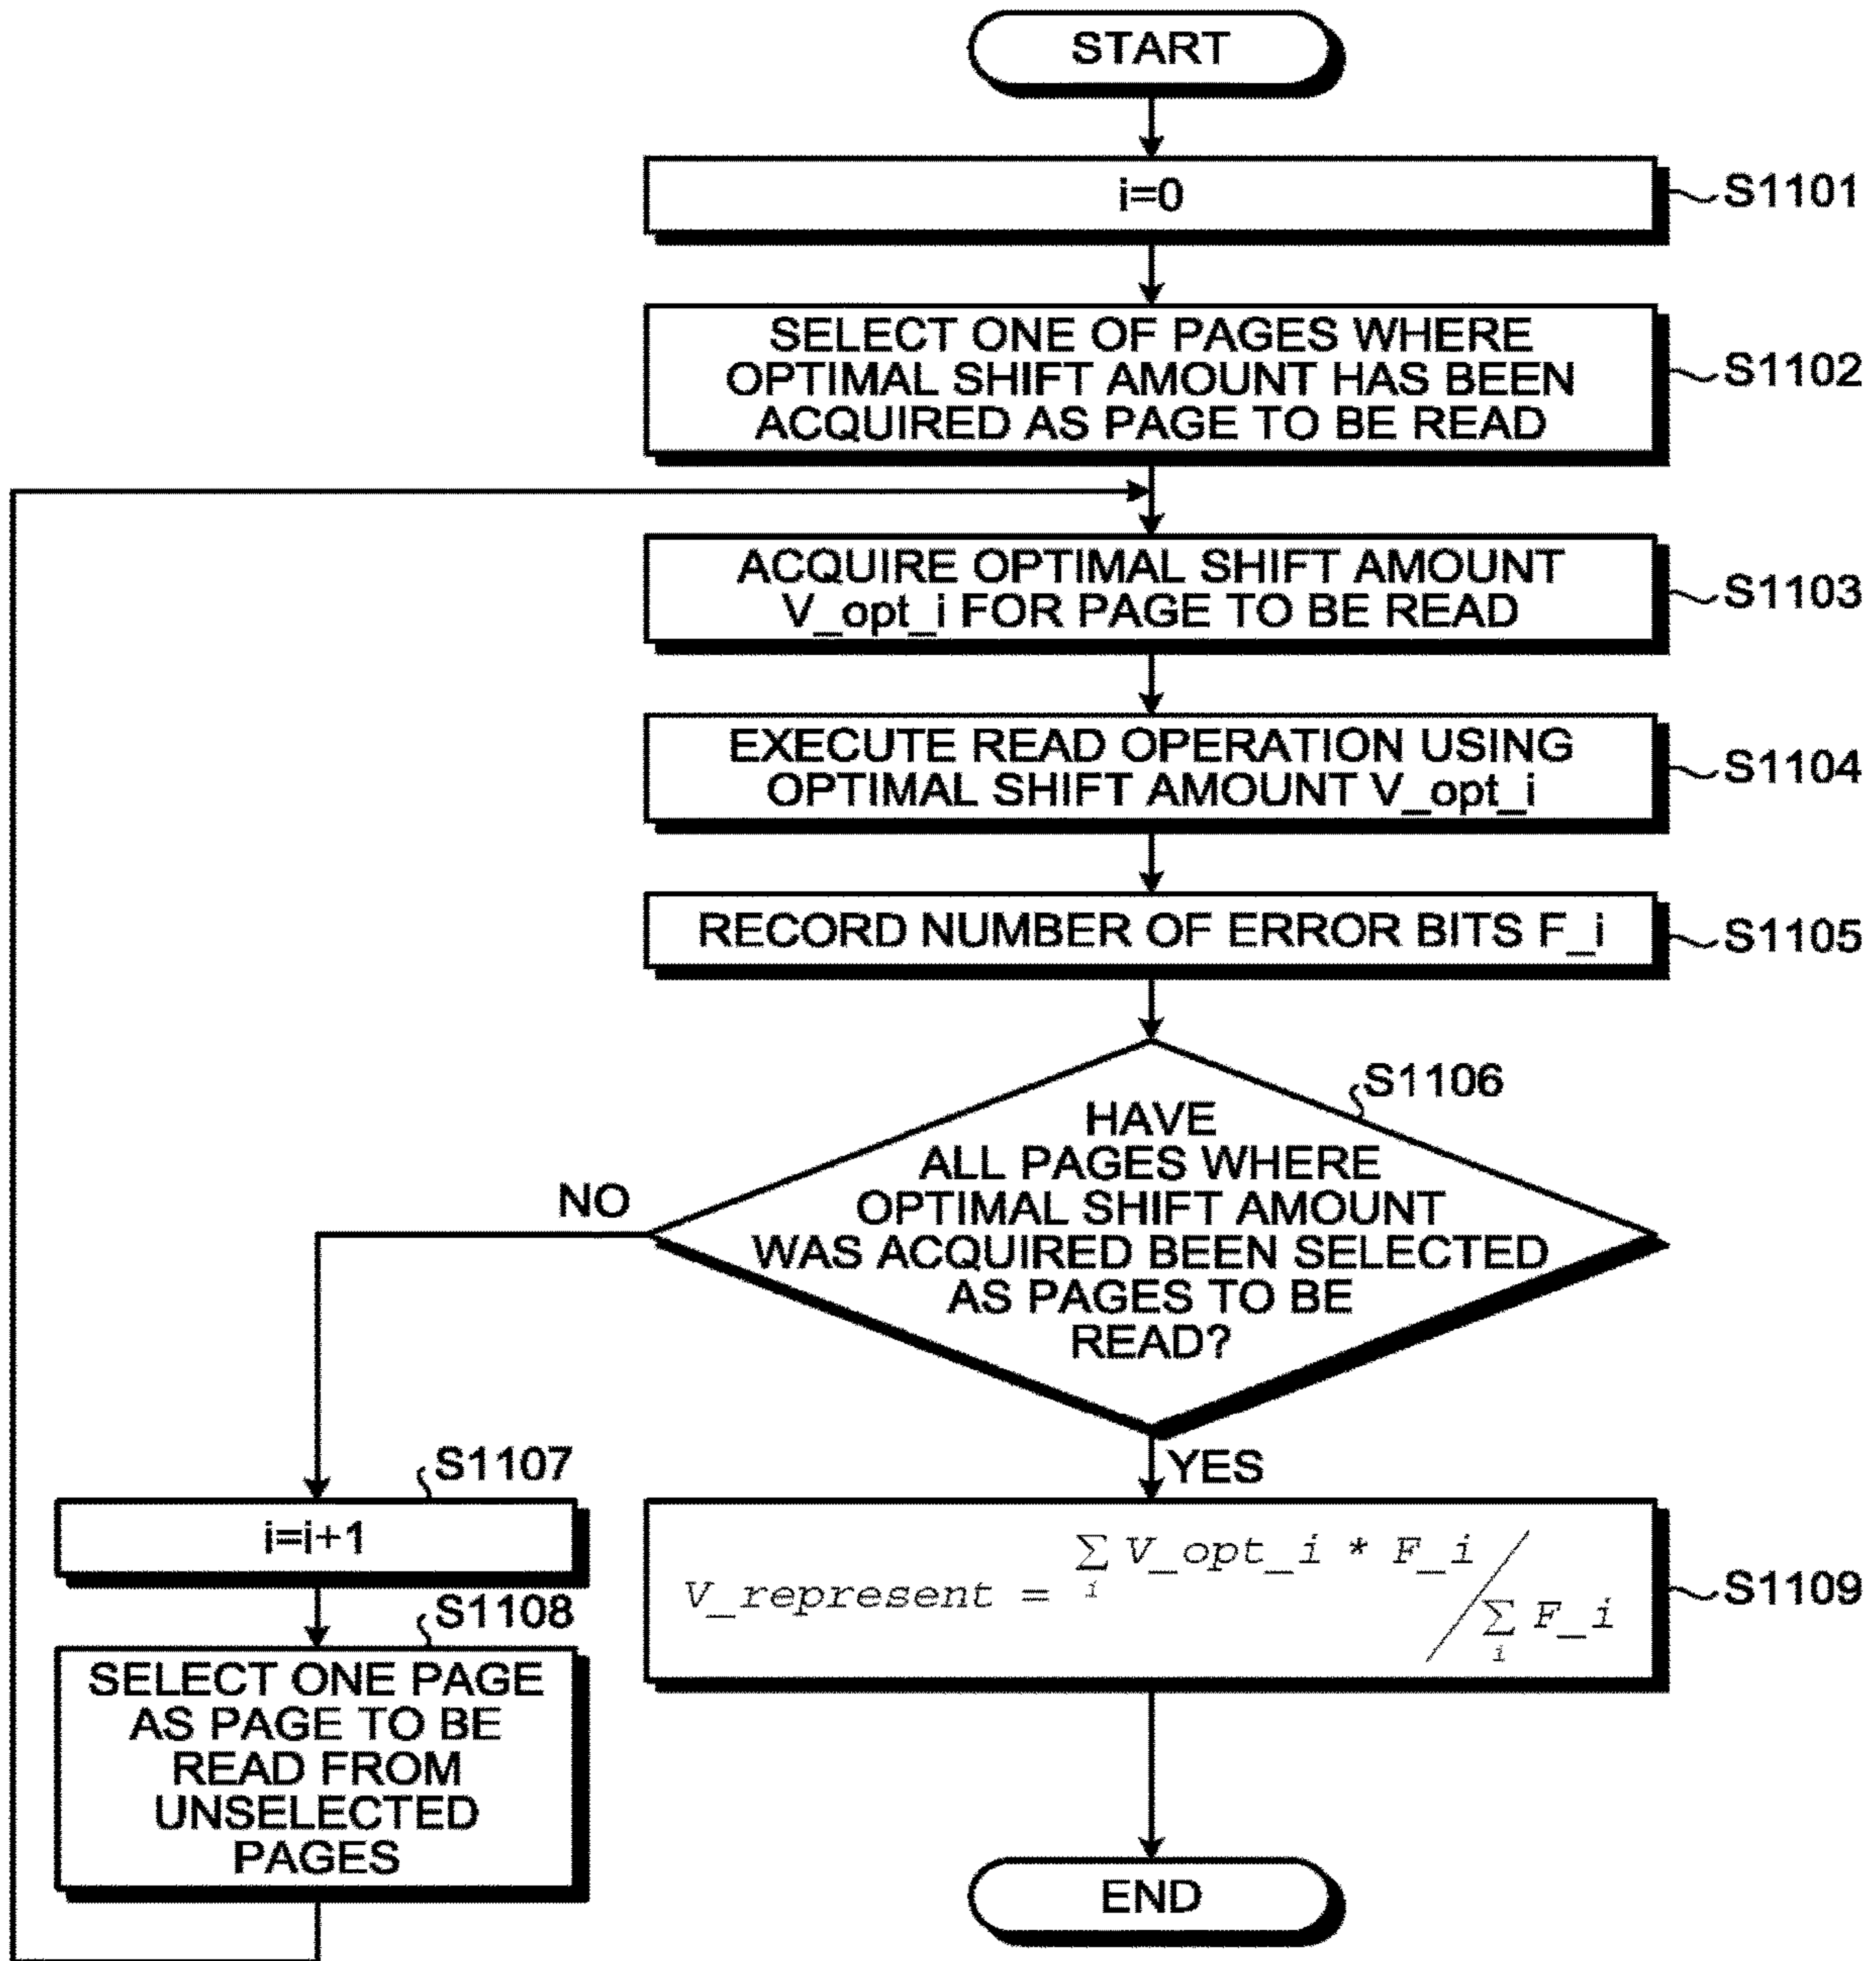 START
i=0
S1101
SELECT ONE OF PAGES WHERE
OPTIMAL SHIFT AMOUNT HAS BEEN
ACQUIRED AS PAGE TO BE READ
S1102
ACQUIRE OPTIMAL SHIFT AMOUNT
V_opt_i FOR PAGE TO BE READ
S1103
EXECUTE READ OPERATION USING
OPTIMAL SHIFT AMOUNT V_opt_i
S1104
RECORD NUMBER OF ERROR BITS F_i
S1105
S1106
HAVE
ALL PAGES WHERE
OPTIMAL SHIFT AMOUNT
WAS ACQUIRED BEEN SELECTED
AS PAGES TO BE
READ?
NO
YES
S1107
i=i+1
S1108
SELECT ONE PAGE
AS PAGE TO BE
READ FROM
UNSELECTED
PAGES
V_represent = ∑i V_opt_i * F_i / ∑i F_i
S1109
END